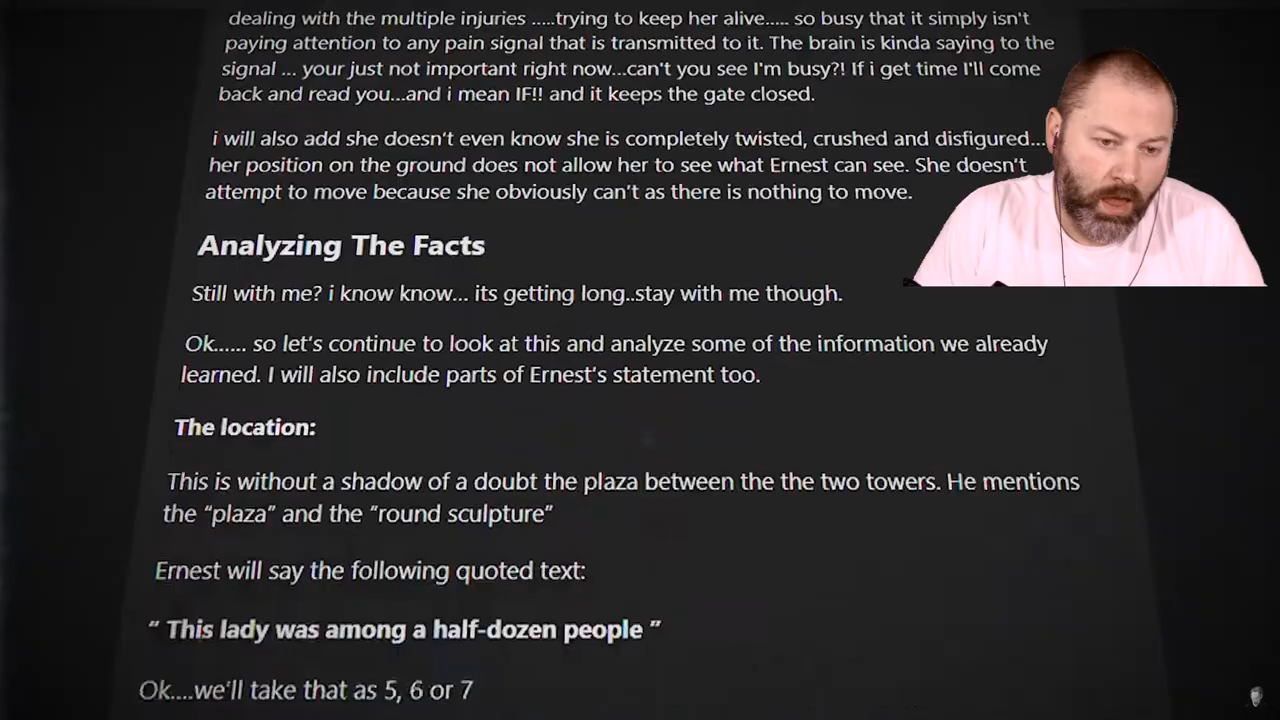 dealing with the multiple injuries .....trying to keep her alive..... so busy that it simply isn't
paying attention to any pain signal that is transmitted to it. The brain is kinda saying to the
signal ... your just not important right now...can't you see I'm busy?! If i get time I'll come
back and read you...and i mean IF!! and it keeps the gate closed.
i will also add she doesn't even know she is completely twisted, crushed and disfigured...
her position on the ground does not allow her to see what Ernest can see. She doesn't
attempt to move because she obviously can't as there is nothing to move.
Analyzing The Facts
Still with me? i know know... its getting long..stay with me though.
Ok...... so let's continue to look at this and analyze some of the information we already
learned. I will also include parts of Ernest's statement too.
The location:
This is without a shadow of a doubt the plaza between the the two towers. He mentions
the "plaza" and the "round sculpture"
Ernest will say the following quoted text:
" This lady was among a half-dozen people "
Ok....we'll take that as 5, 6 or 7